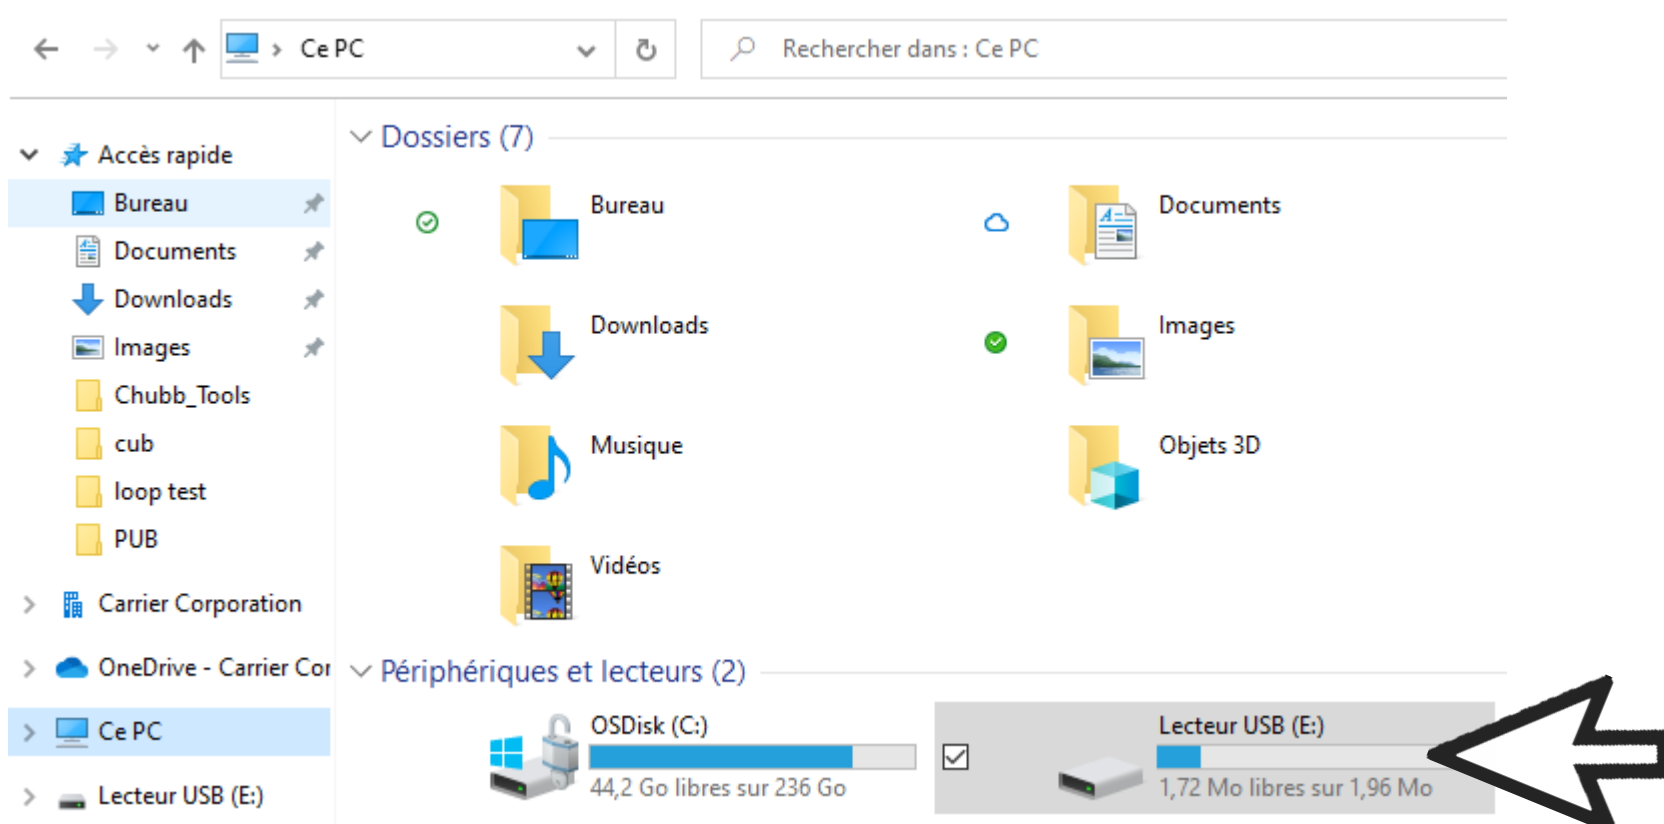 Ce PC
Rechercher dans : Ce PC
Accès rapide
Bureau
Documents
Downloads
Images
Chubb_Tools
cub
loop test
PUB
Carrier Corporation
OneDrive - Carrier Cor
Ce PC
Lecteur USB (E:)
Dossiers (7)
Bureau
Documents
Downloads
Images
Musique
Objets 3D
Vidéos
Périphériques et lecteurs (2)
OSDisk (C:)
44,2 Go libres sur 236 Go
Lecteur USB (E:)
1,72 Mo libres sur 1,96 Mo